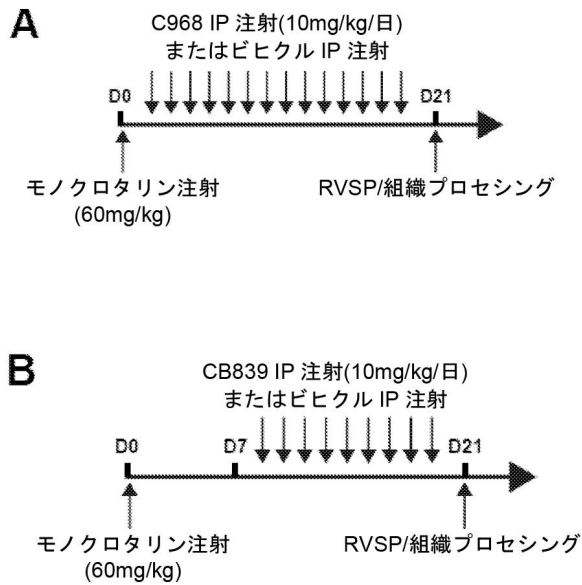 A
C968 IP 注射(10mg/kg/日)
またはビヒクル IP 注射
D0
D21
モノクロタリン注射
(60mg/kg)
RVSP/組織プロセシング
B
CB839 IP 注射(10mg/kg/日)
またはビヒクル IP 注射
D0
D7
D21
モノクロタリン注射
(60mg/kg)
RVSP/組織プロセシング